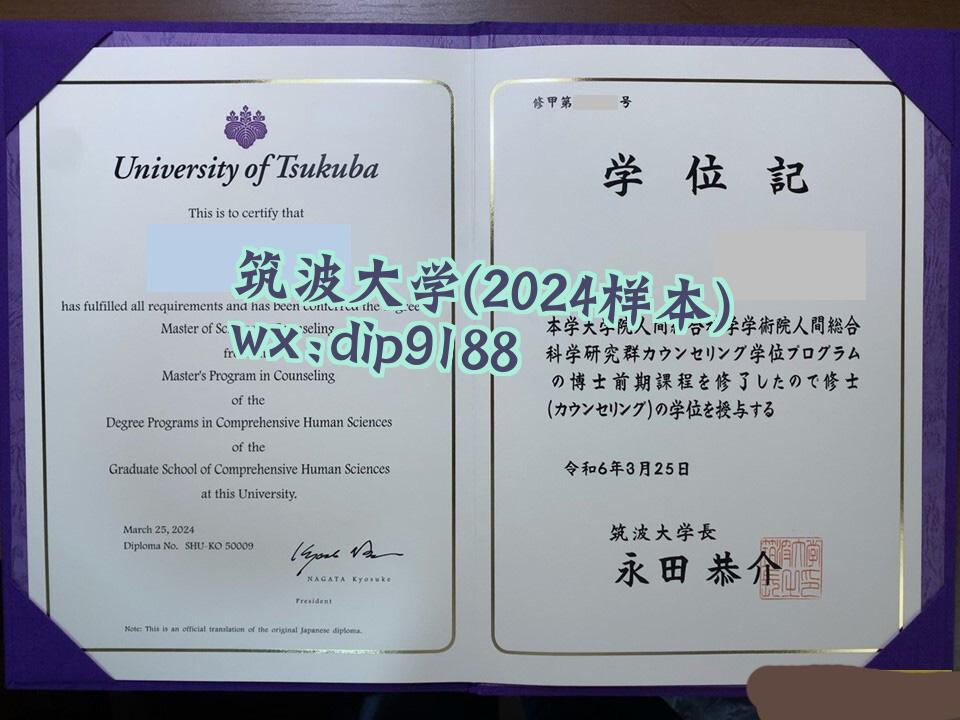 University of Tsukuba
This is to certify that
has fulfilled all requirements and has been conferred the degree
Master of Counseling
Master's Program in Counseling
of the
Degree Programs in Comprehensive Human Sciences
of the
Graduate School of Comprehensive Human Sciences
at this University.
March 25, 2024
Diploma No. SHU-KO 50009
NAGATA Kyosuke
President
Note: This is an official translation of the original Japanese diploma.
筑波大学(2024样本)
wx:dip9188
修甲第 号
学位記
本学大学院人間総合科学学術院人間総合
科学研究群カウンセリング学位プログラム
の博士前期課程を修了したので修士
(カウンセリング)の学位を授与する
令和6年3月25日
筑波大学長
永田恭介